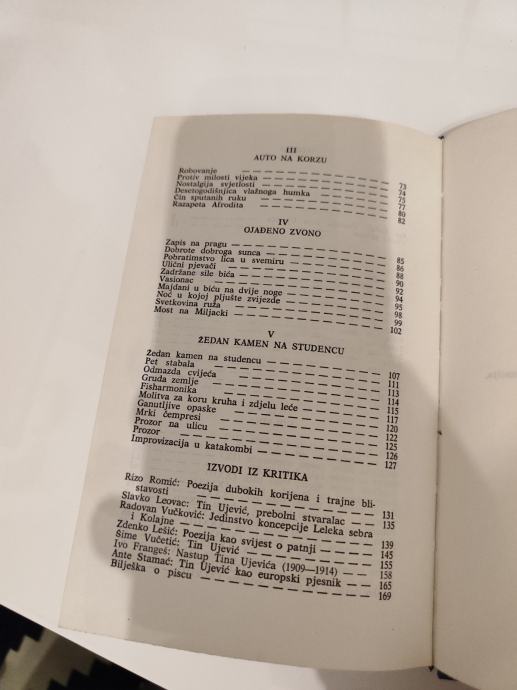 III
AUTO NA KORZU
Robovanje 73
Protiv milosti vijeka 74
Nostalgija svjetlosti 75
Desetogodišnjica vlažnoga humka 77
Čin sputanih ruku 80
Razapeta Afrodita 82
IV
OJAĐENO ZVONO
Zapis na pragu 85
Dobrote dobroga sunca 86
Pobratimstvo lica u svemiru 88
Ulični pjevači 90
Zadržane sile bića 92
Vasionac 94
Majdani u biću na dvije noge 95
Noć u kojoj pljušte zvijezde 98
Svetkovina ruža 99
Most na Miljacki 102
V
ŽEDAN KAMEN NA STUDENCU
Žedan kamen na studencu 107
Pet stabala 111
Odmazda cvijeća 113
Gruda zemlje 114
Fisharmonika 115
Molitva za koru kruha i zdjelu leće 117
Ganutljive opaske 120
Mrki čempresi 122
Prozor na ulicu 125
Prozor 126
Improvizacija u katakombi 127
IZVODI IZ KRITIKA
Rizo Romić: Poezija dubokih korijena i trajne bli-
stavosti 131
Slavko Leovac: Tin Ujević, prebolni stvaralac 135
Radovan Vučković: Jedinstvo koncepcije Leleka sebra
i Kolajne 139
Zdenko Lešić: Poezija kao svijest o patnji 145
Šime Vučetić: Tin Ujević 155
Ivo Frangeš: Nastup Tina Ujevića (1909—1914) 158
Ante Stamać: Tin Ujević kao europski pjesnik 165
Bilješka o piscu 169